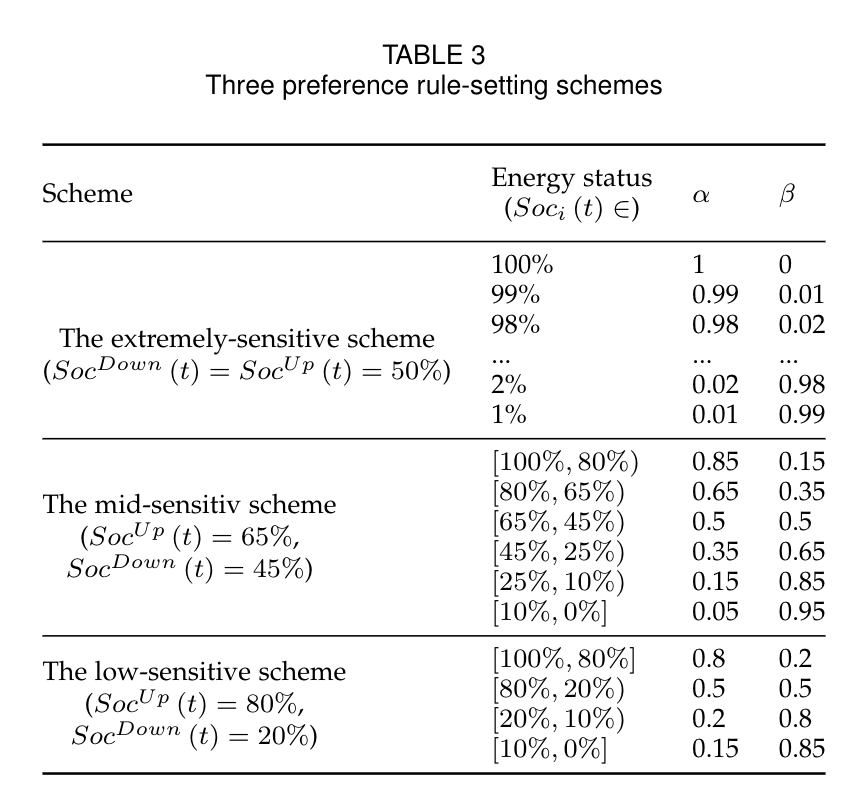 TABLE 3
Three preference rule-setting schemes
Scheme Energy status (Soc_i (t) ∈) α β
100% 1 0
99% 0.99 0.01
98% 0.98 0.02
The extremely-sensitive scheme
(Soc^{Down} (t) = Soc^{Up} (t) = 50%)
... ... ...
2% 0.02 0.98
1% 0.01 0.99
[100%, 80%) 0.85 0.15
[80%, 65%) 0.65 0.35
The mid-sensitiv scheme
(Soc^{Up} (t) = 65%,
Soc^{Down} (t) = 45%)
[65%, 45%) 0.5 0.5
[45%, 25%) 0.35 0.65
[25%, 10%) 0.15 0.85
[10%, 0%] 0.05 0.95
The low-sensitive scheme
(Soc^{Up} (t) = 80%,
Soc^{Down} (t) = 20%)
[100%, 80%] 0.8 0.2
[80%, 20%) 0.5 0.5
[20%, 10%) 0.2 0.8
[10%, 0%] 0.15 0.85